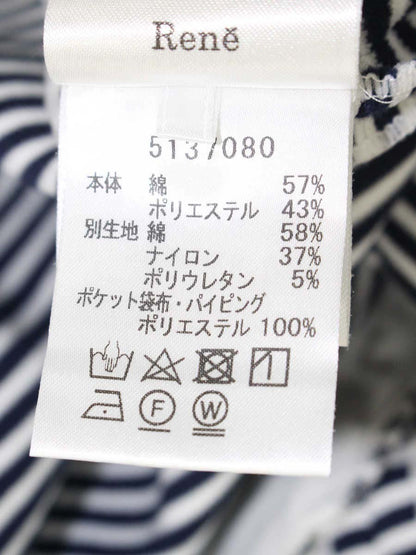 René
5137080
本体 綿 57%
ポリエステル 43%
別生地 綿 58%
ナイロン 37%
ポリウレタン 5%
ポケット袋布・パイピング
ポリエステル 100%
F W